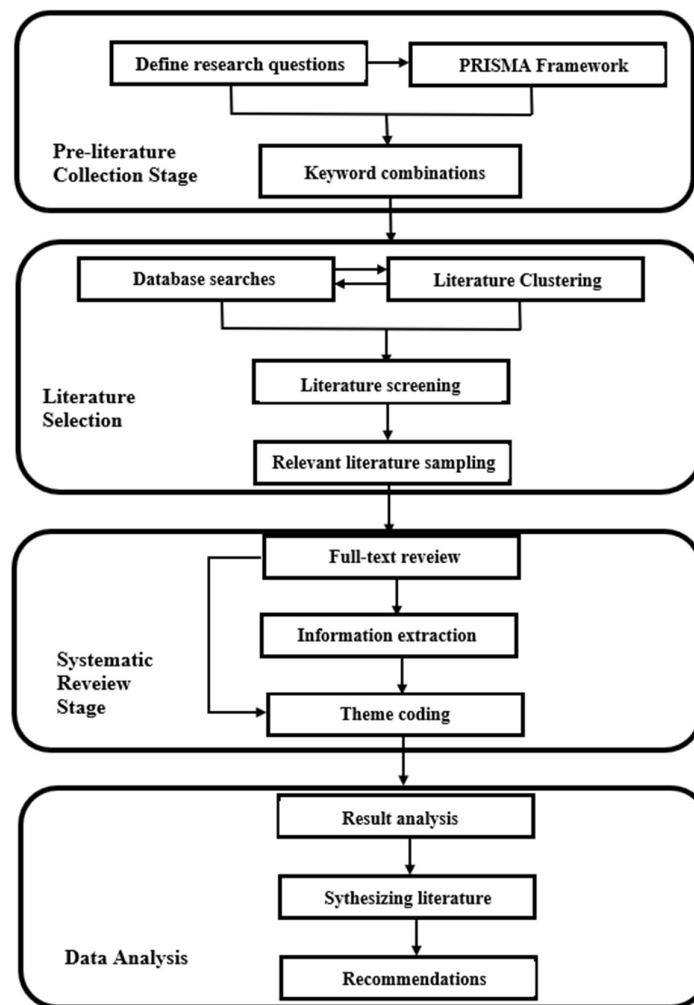 Define research questions
PRISMA Framework
Pre-literature
Collection Stage
Keyword combinations
Database searches
Literature Clustering
Literature screening
Literature
Selection
Relevant literature sampling
Full-text reveiew
Information extraction
Systematic
Reveiew
Stage
Theme coding
Result analysis
Sythesizing literature
Data Analysis
Recommendations